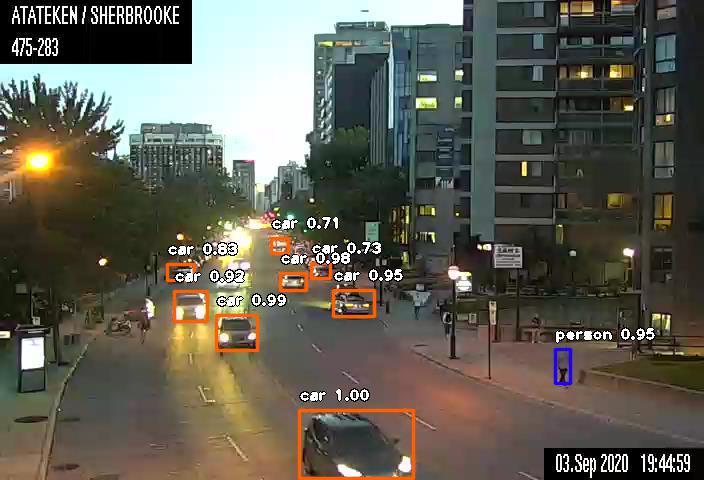 ATATEKEN / SHERBROOKE
475-283
car 0.71
car 0.83
car 0.73
car 0.98
car 0.92
car 0.95
car 0.99
person 0.95
car 1.00
03.Sep 2020 19:44:59